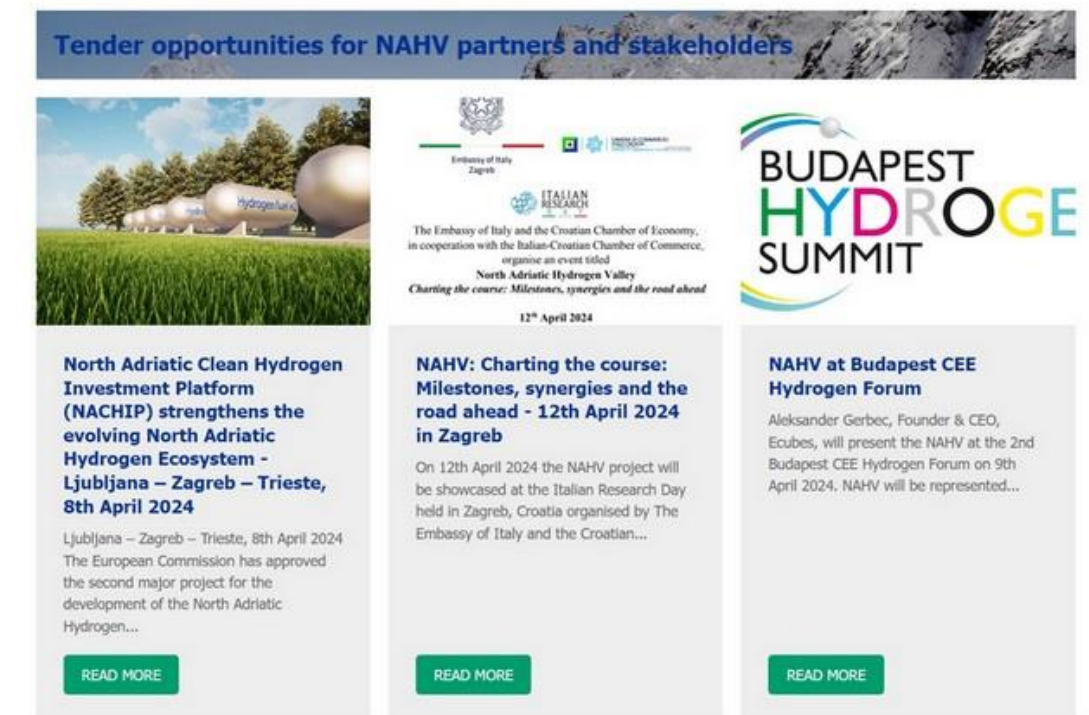 Tender opportunities for NAHV partners and stakeholders
Hydrogen
Embassy of Italy
Zagreb
ITALIAN
RESEARCH
DAY
The Embassy of Italy and the Croatian Chamber of Economy,
in cooperation with the Italian-Croatian Chamber of Commerce,
organise an event titled
North Adriatic Hydrogen Valley
Charting the course: Milestones, synergies and the road ahead
12th April 2024
BUDAPEST
HYDROGE
SUMMIT
North Adriatic Clean Hydrogen
Investment Platform
(NACHIP) strengthens the
evolving North Adriatic
Hydrogen Ecosystem -
Ljubljana – Zagreb – Trieste,
8th April 2024
Ljubljana – Zagreb – Trieste, 8th April 2024
The European Commission has approved
the second major project for the
development of the North Adriatic
Hydrogen...
READ MORE
NAHV: Charting the course:
Milestones, synergies and the
road ahead - 12th April 2024
in Zagreb
On 12th April 2024 the NAHV project will
be showcased at the Italian Research Day
held in Zagreb, Croatia organised by The
Embassy of Italy and the Croatian...
READ MORE
NAHV at Budapest CEE
Hydrogen Forum
Aleksander Gerbec, Founder & CEO,
Ecubes, will present the NAHV at the 2nd
Budapest CEE Hydrogen Forum on 9th
April 2024. NAHV will be represented...
READ MORE